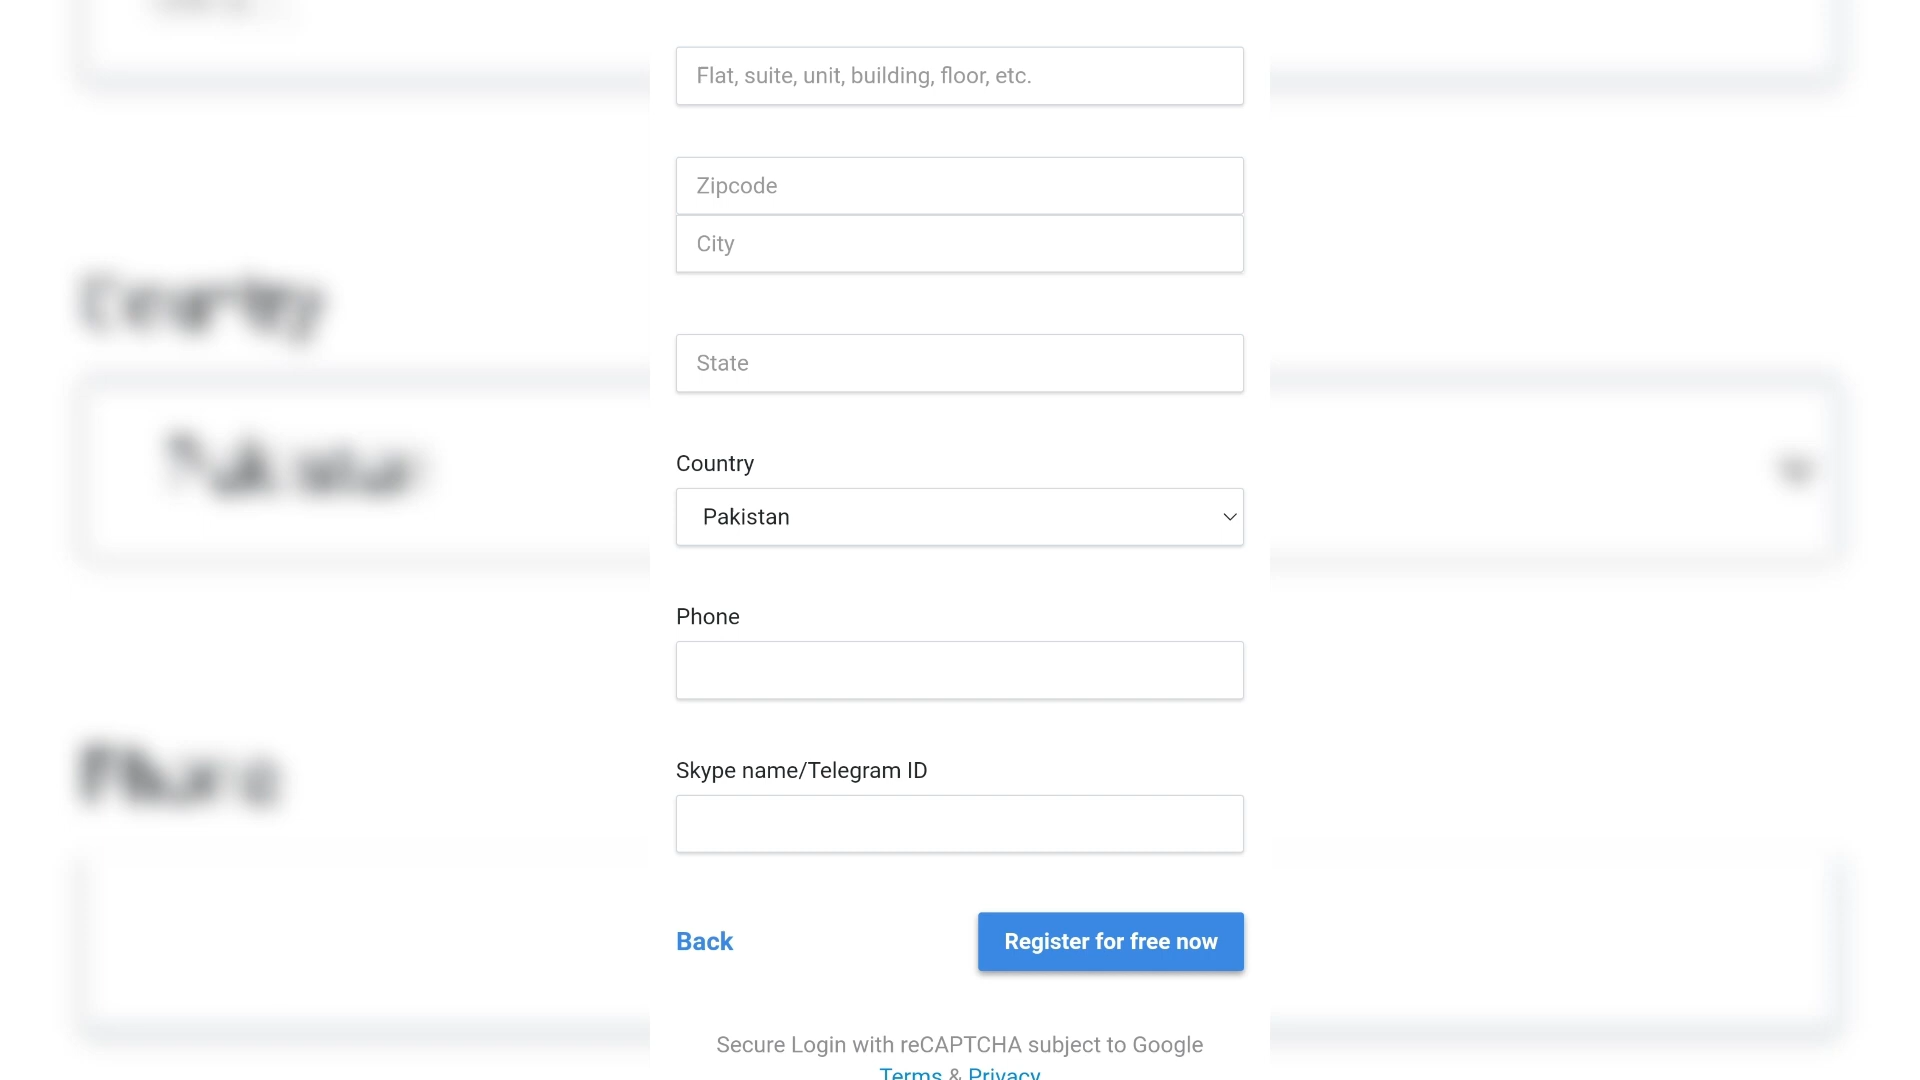 Flat, suite, unit, building, floor, etc.
Zipcode
City
State
Country
Pakistan
Phone
Skype name/Telegram ID
Back
Register for free now
Secure Login with reCAPTCHA subject to Google
Terms & Privacy